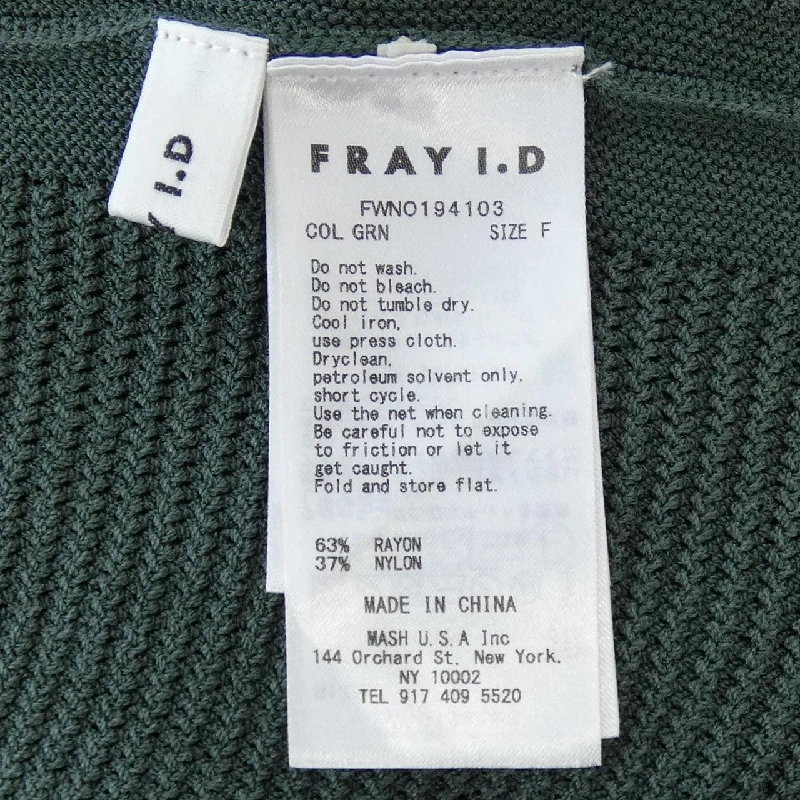 I.D
FRAY I.D
FWNO194103
COL GRN SIZE F
Do not wash.
Do not bleach.
Do not tumble dry.
Cool iron,
use press cloth.
Dryclean,
petroleum solvent only,
short cycle.
Use the net when cleaning.
Be careful not to expose
to friction or let it
get caught.
Fold and store flat.
63% RAYON
37% NYLON
MADE IN CHINA
MASH U.S.A Inc
144 Orchard St. New York.
NY 10002
TEL 917 409 5520